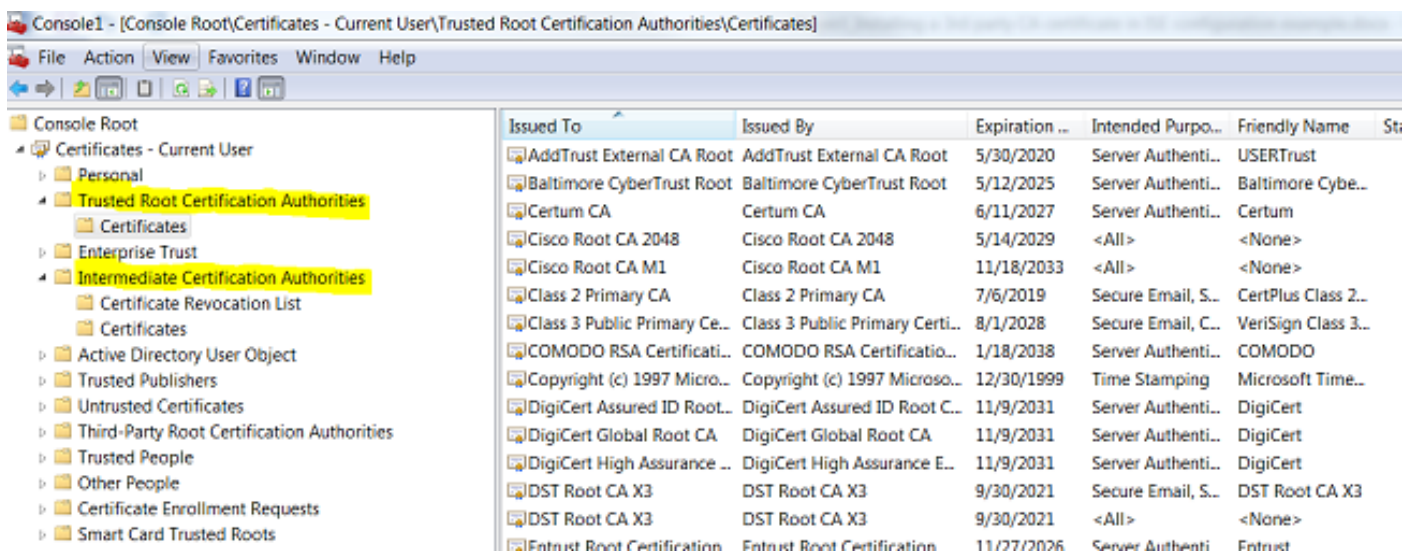 Console1 - [Console Root\Certificates - Current User\Trusted Root Certification Authorities\Certificates]
File Action View Favorites Window Help
Console Root
Certificates - Current User
Personal
Trusted Root Certification Authorities
Certificates
Enterprise Trust
Intermediate Certification Authorities
Certificate Revocation List
Certificates
Active Directory User Object
Trusted Publishers
Untrusted Certificates
Third-Party Root Certification Authorities
Trusted People
Other People
Certificate Enrollment Requests
Smart Card Trusted Roots
Issued To Issued By Expiration ... Intended Purpo... Friendly Name Sta
AddTrust External CA Root AddTrust External CA Root 5/30/2020 Server Authenti... USERTrust
Baltimore CyberTrust Root Baltimore CyberTrust Root 5/12/2025 Server Authenti... Baltimore Cybe...
Certum CA Certum CA 6/11/2027 Server Authenti... Certum
Cisco Root CA 2048 Cisco Root CA 2048 5/14/2029 <All> <None>
Cisco Root CA M1 Cisco Root CA M1 11/18/2033 <All> <None>
Class 2 Primary CA Class 2 Primary CA 7/6/2019 Secure Email, S... CertPlus Class 2...
Class 3 Public Primary Ce... Class 3 Public Primary Certi... 8/1/2028 Secure Email, C... VeriSign Class 3...
COMODO RSA Certificati... COMODO RSA Certificatio... 1/18/2038 Server Authenti... COMODO
Copyright (c) 1997 Micro... Copyright (c) 1997 Microso... 12/30/1999 Time Stamping Microsoft Time...
DigiCert Assured ID Root... DigiCert Assured ID Root C... 11/9/2031 Server Authenti... DigiCert
DigiCert Global Root CA DigiCert Global Root CA 11/9/2031 Server Authenti... DigiCert
DigiCert High Assurance ... DigiCert High Assurance E... 11/9/2031 Server Authenti... DigiCert
DST Root CA X3 DST Root CA X3 9/30/2021 Secure Email, S... DST Root CA X3
DST Root CA X3 DST Root CA X3 9/30/2021 <All> <None>
Entrust Root Certification Entrust Root Certification 11/27/2026 Server Authenti Entrust